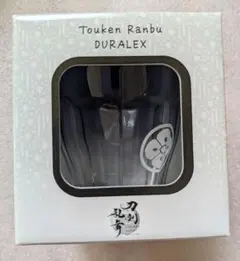 Touken Ranbu
DURALEX
刀剣
乱舞